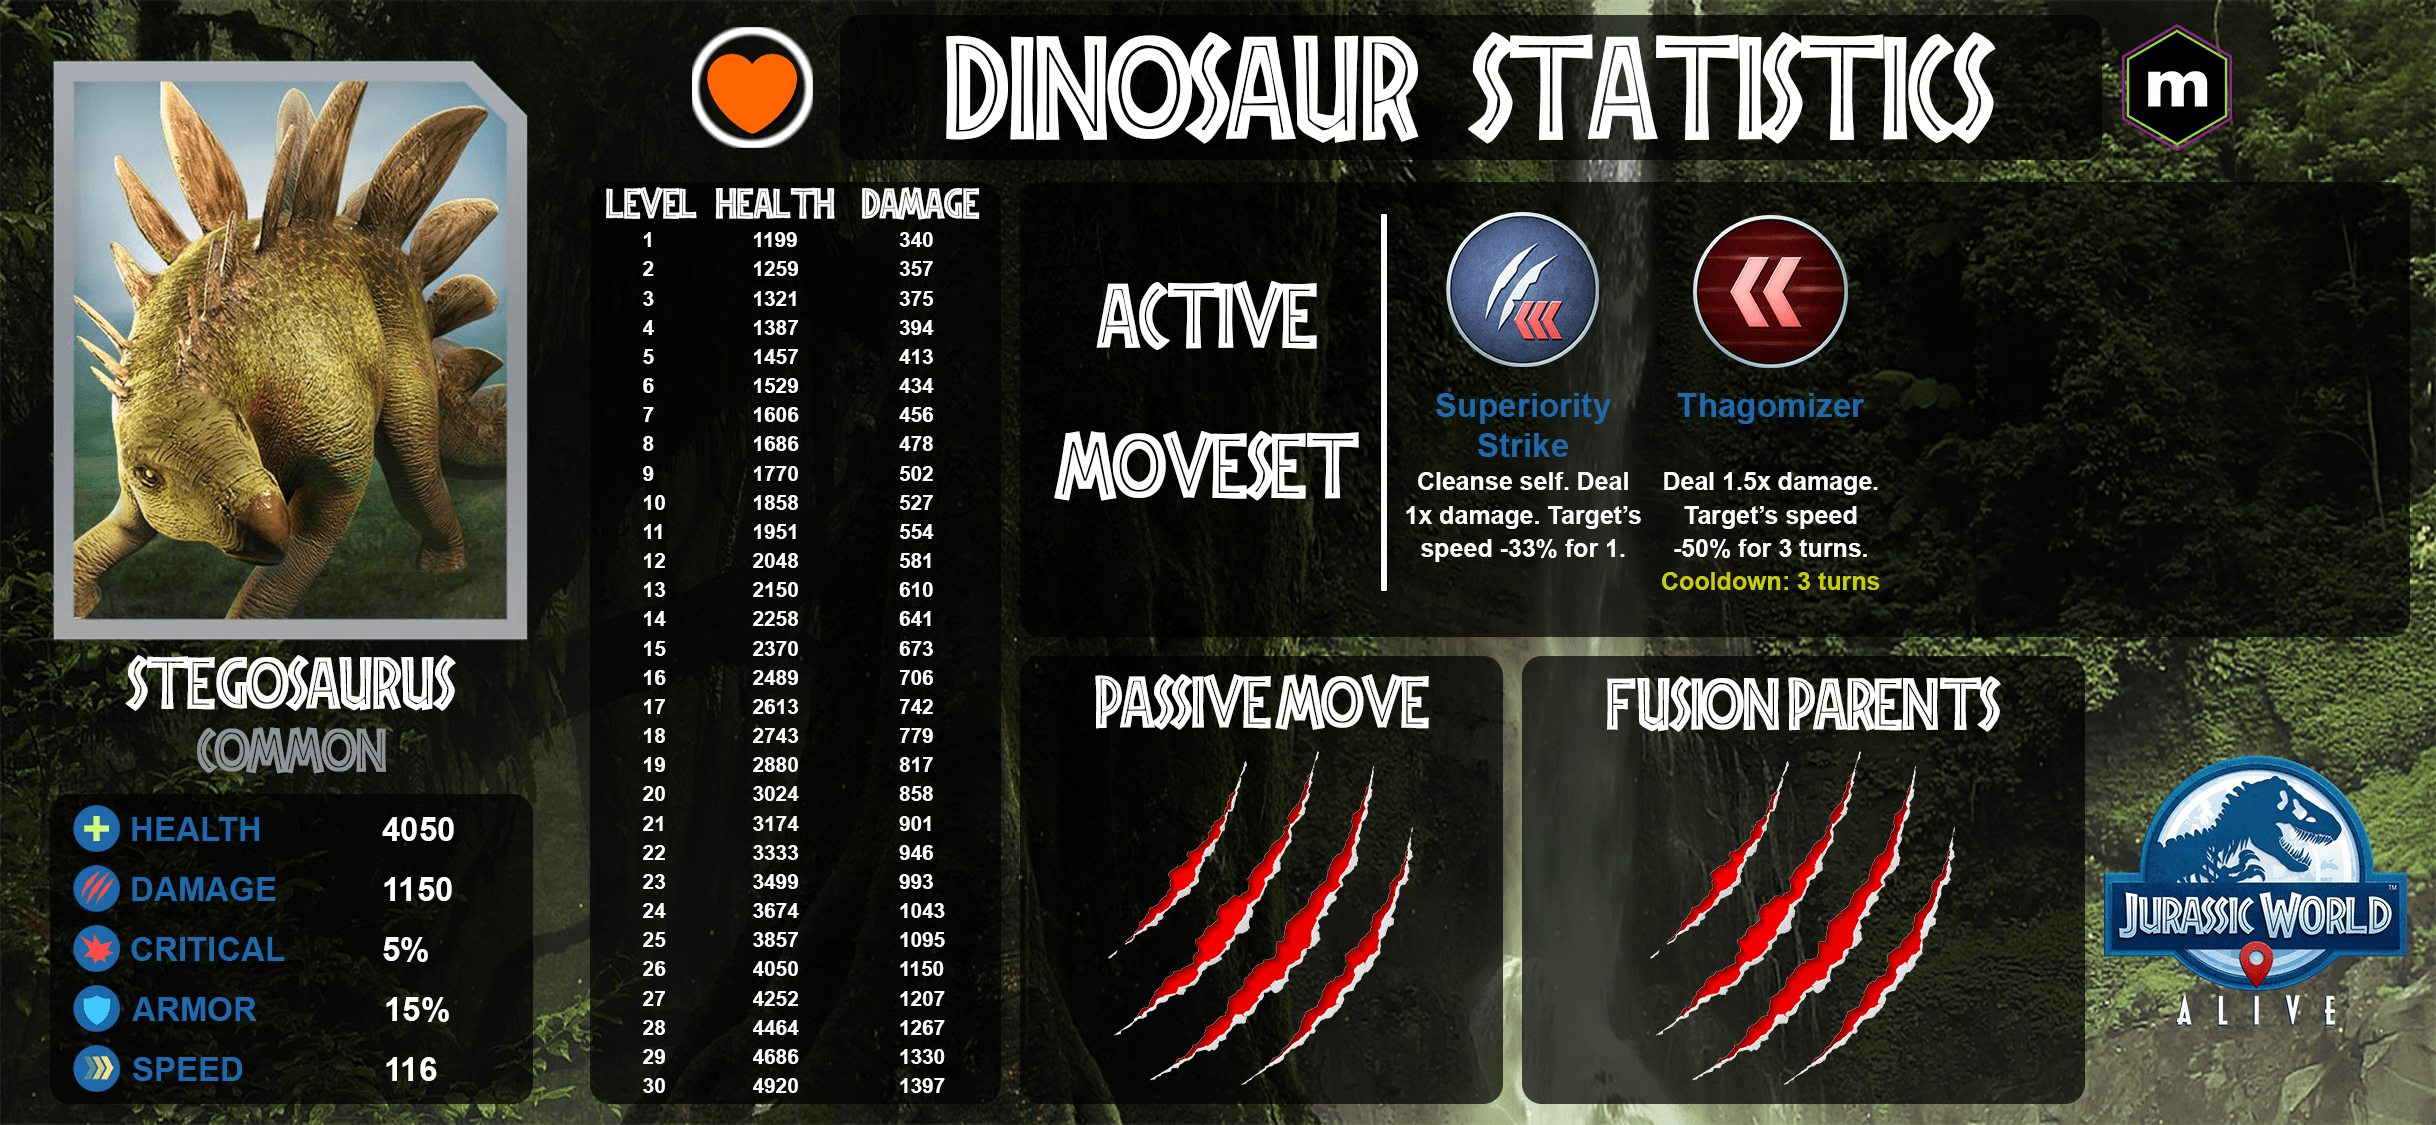 DINOSAUR STATISTICS
m
STEGOSAURUS
COMMON
HEALTH 4050
DAMAGE 1150
CRITICAL 5%
ARMOR 15%
SPEED 116
LEVEL HEALTH DAMAGE
1 1199 340
2 1259 357
3 1321 375
4 1387 394
5 1457 413
6 1529 434
7 1606 456
8 1686 478
9 1770 502
10 1858 527
11 1951 554
12 2048 581
13 2150 610
14 2258 641
15 2370 673
16 2489 706
17 2613 742
18 2743 779
19 2880 817
20 3024 858
21 3174 901
22 3333 946
23 3499 993
24 3674 1043
25 3857 1095
26 4050 1150
27 4252 1207
28 4464 1267
29 4686 1330
30 4920 1397
ACTIVE
MOVESET
Superiority
Strike
Cleanse self. Deal
1x damage. Target’s
speed -33% for 1.
Thagomizer
Deal 1.5x damage.
Target’s speed
-50% for 3 turns.
Cooldown: 3 turns
PASSIVE MOVE
FUSION PARENTS
JURASSIC WORLD™
ALIVE